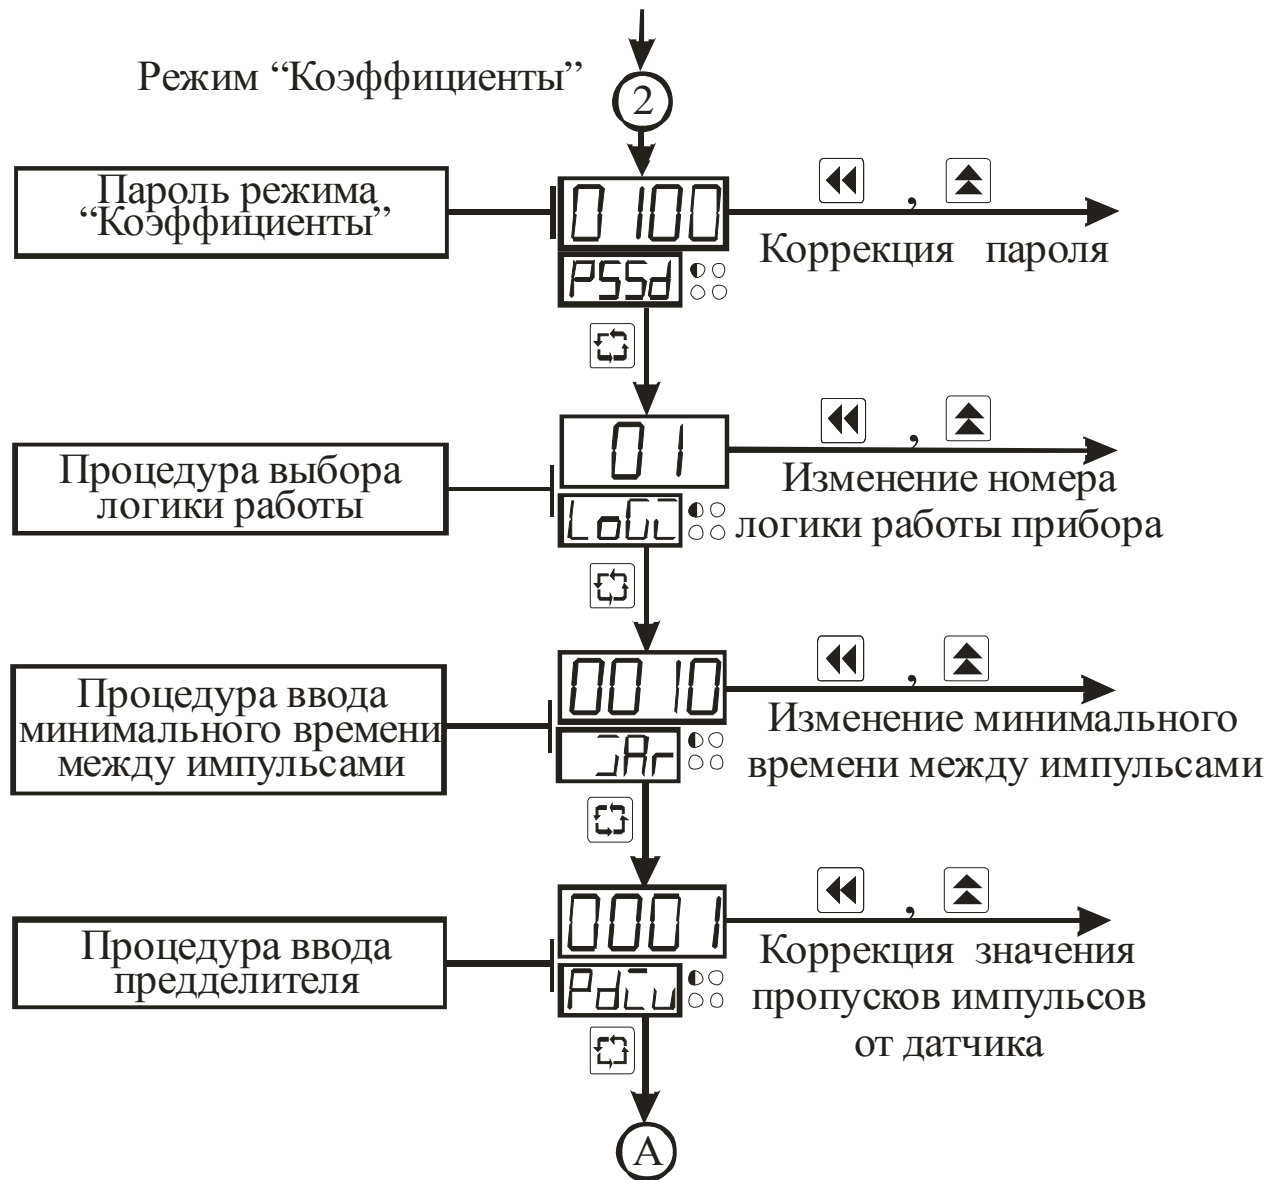 Режим “Коэффициенты”
2
Пароль режима
“Коэффициенты”
0100
PSSd
,
Коррекция пароля
Процедура выбора
логики работы
01
LoGi
,
Изменение номера
логики работы прибора
Процедура ввода
минимального времени
между импульсами
0010
,
Изменение минимального
времени между импульсами
Процедура ввода
предделителя
0001
Pdiv
,
Коррекция значения
пропусков импульсов
от датчика
A